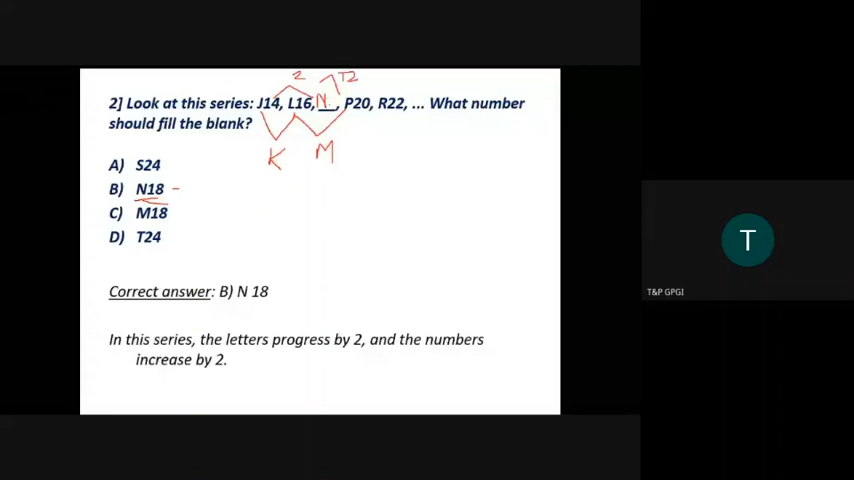 2
T2
2] Look at this series: J14, L16, N __, P20, R22, ... What number
should fill the blank?
K
M
A) S24
B) N18
C) M18
D) T24
Correct answer: B) N 18
In this series, the letters progress by 2, and the numbers
increase by 2.
T
T&P GPGI